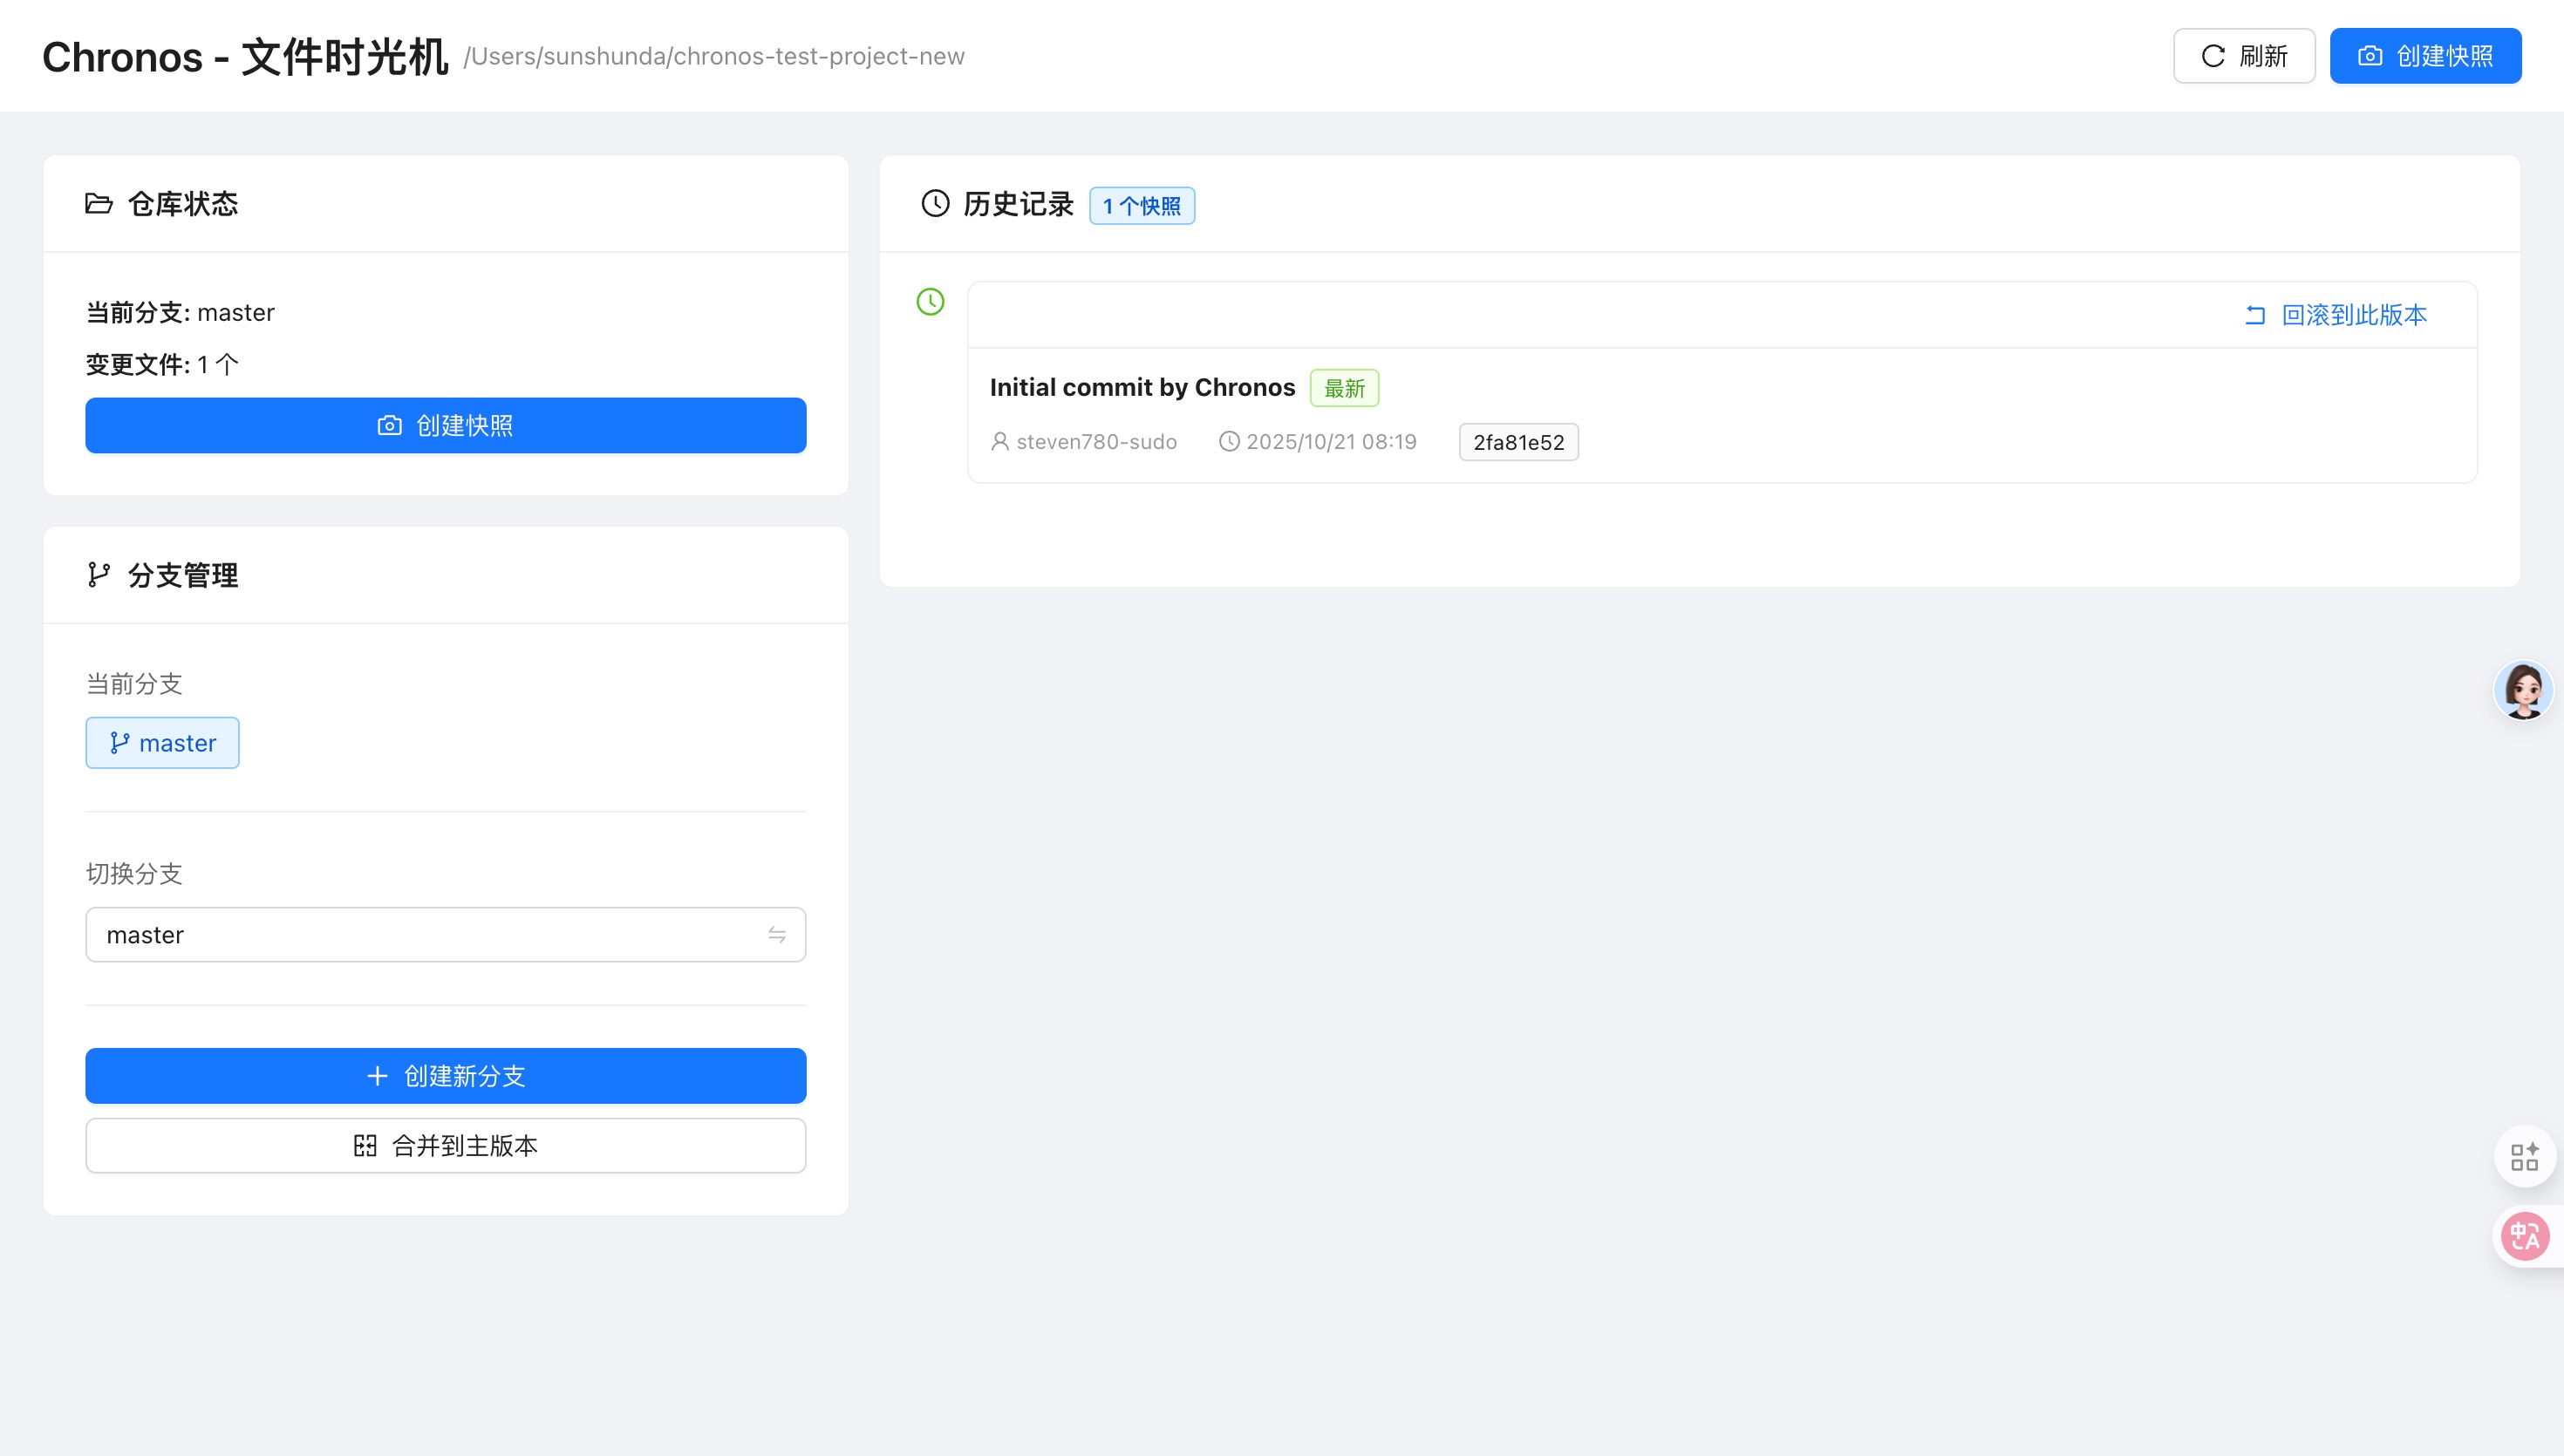 Chronos - 文件时光机 /Users/sunshunda/chronos-test-project-new
刷新
创建快照
仓库状态
当前分支: master
变更文件: 1 个
创建快照
分支管理
当前分支
master
切换分支
master
创建新分支
合并到主版本
历史记录 1 个快照
回滚到此版本
Initial commit by Chronos 最新
steven780-sudo 2025/10/21 08:19 2fa81e52
中A